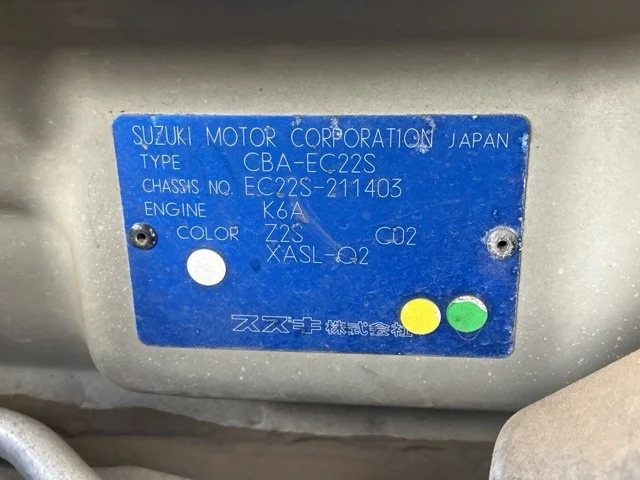 SUZUKI MOTOR CORPORATION JAPAN
TYPE CBA-EC22S
CHASSIS NO. EC22S-211403
ENGINE K6A
COLOR Z2S C02
XASL-Q2
スズキ株式会社